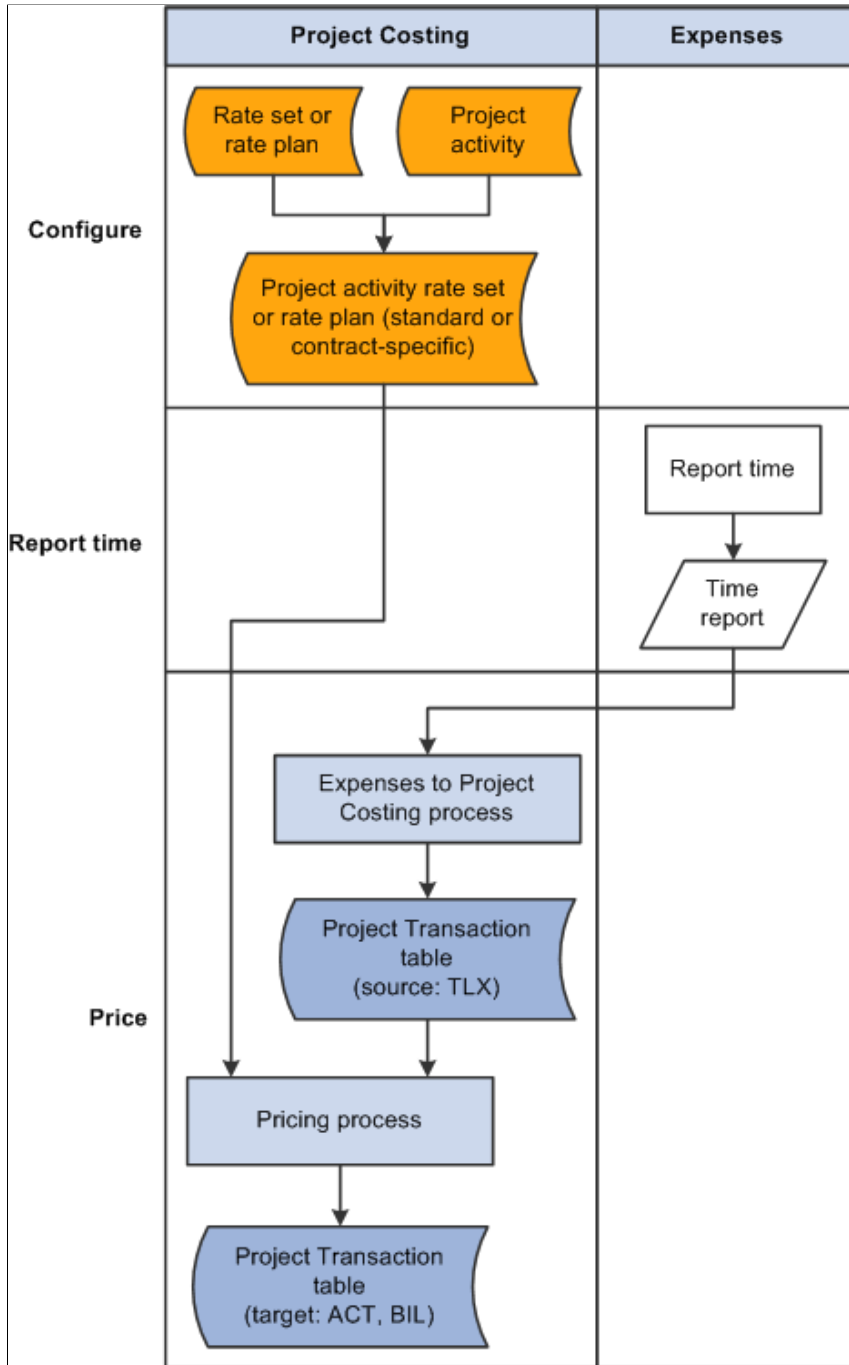 Project Costing
Expenses
Configure
Rate set or
rate plan
Project
activity
Project activity rate set
or rate plan (standard or
contract-specific)
Report time
Report time
Time
report
Price
Expenses to Project
Costing process
Project Transaction
table
(source: TLX)
Pricing process
Project Transaction
table
(target: ACT, BIL)